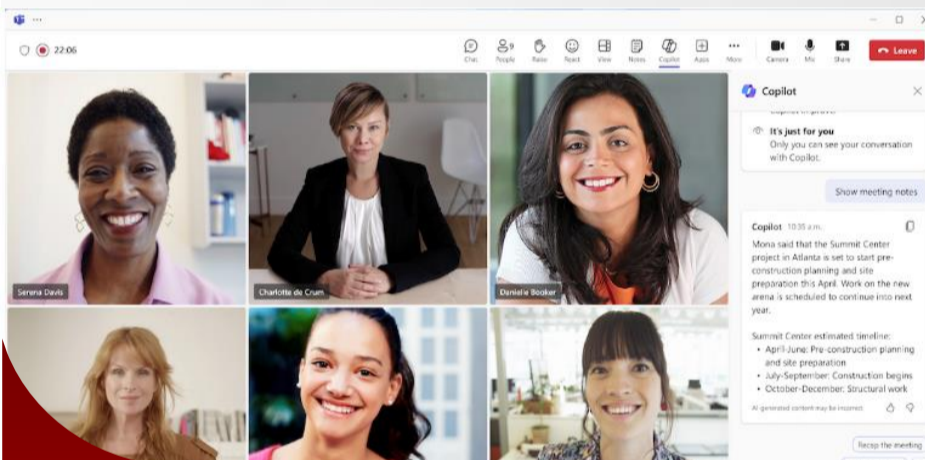 22:06
Chat
People
9
Raise
React
View
Notes
Copilot
Apps
More
Camera
Mic
Share
Leave
Serena Davis
Charlotte de Crum
Danielle Booker
Copilot
It's just for you
Only you can see your conversation
with Copilot.
Show meeting notes
Copilot 10:35 a.m.
Mona said that the Summit Center
project in Atlanta is set to start pre-
construction planning and site
preparation this April. Work on the new
arena is scheduled to continue into next
year.
Summit Center estimated timeline:
• April-June: Pre-construction planning
and site preparation
• July-September: Construction begins
• October-December: Structural work
AI-generated content may be incorrect
Recap the meeting